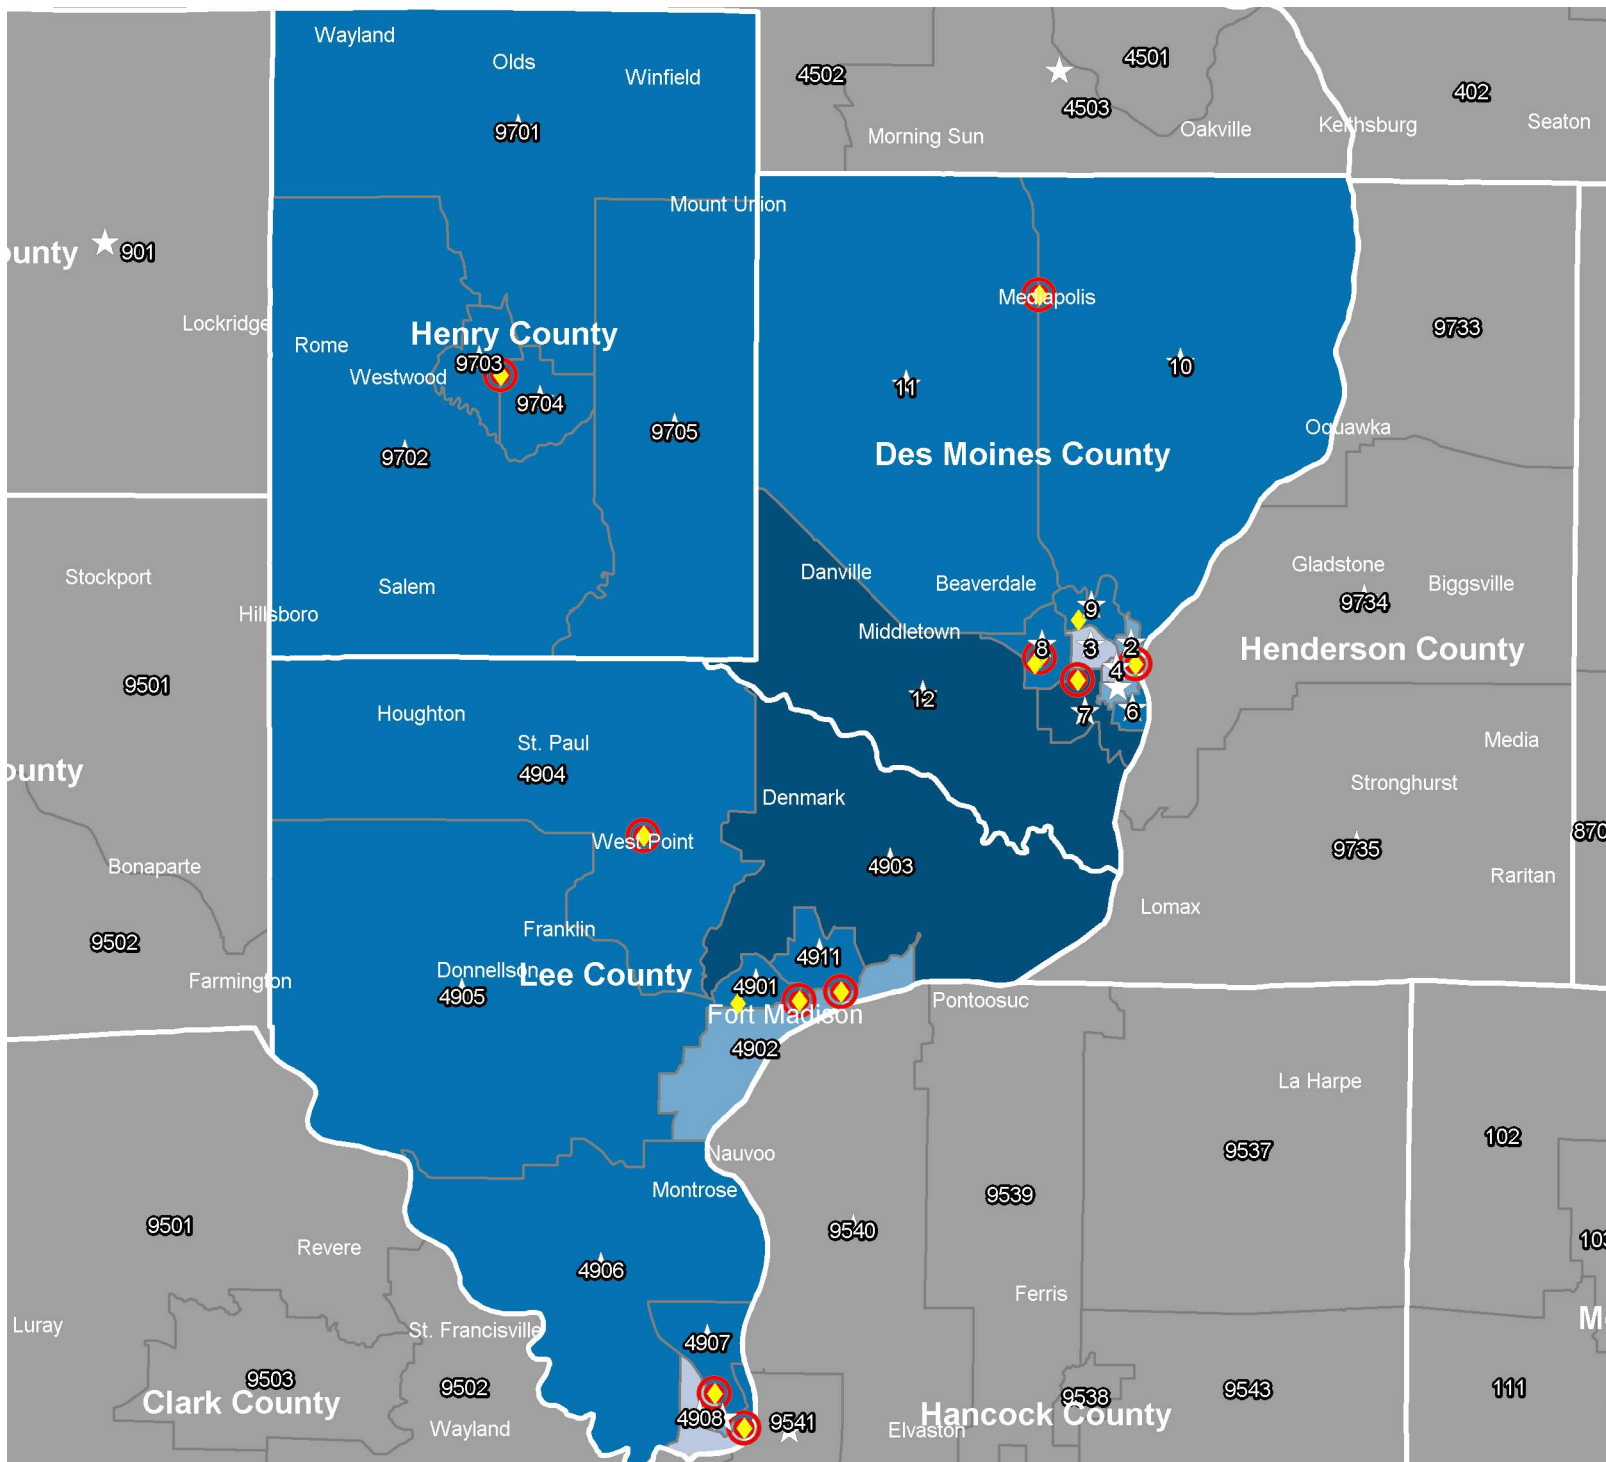 Wayland
Olds
Winfield
9701
4502
4501
4503
402
Morning Sun
Oakville
Keithsburg
Seaton
Mount Union
ounty
901
Lockridge
Rome
Henry County
9703
Westwood
9704
9702
9705
Mediapolis
11
10
Des Moines County
9733
Oquawka
Stockport
Salem
Hillsboro
Danville
Beaverdale
Middletown
Gladstone
Biggsville
9734
Henderson County
9
8
3
2
4
7
6
12
9501
Houghton
St. Paul
4904
ounty
Denmark
Media
Stronghurst
870
9735
Raritan
West Point
4903
Bonaparte
Lomax
9502
Franklin
Farmington
Donnellson
Lee County
4905
4911
4901
Fort Madison
4902
Pontoosuc
La Harpe
102
9537
Nauvoo
Montrose
9539
9540
9501
Revere
103
4906
Ferris
Luray
St. Francisville
4907
9503
9502
Clark County
Wayland
4908
9541
9538
9543
111
Hancock County
Elvaston